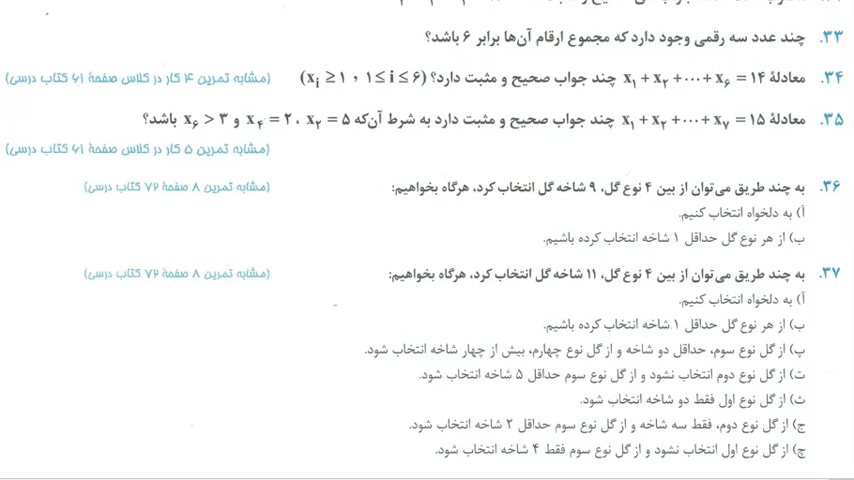 ۳۳. چند عدد سه رقمی وجود دارد که مجموع ارقام آن‌ها برابر ۶ باشد؟
۳۴. معادلهٔ x₁ + x₂ + ⋯ + x₆ = ۱۴ چند جواب صحیح و مثبت دارد؟ (xᵢ ≥ ۱ ، ۱ ≤ i ≤ ۶) (مشابه تمرین ۴ کار در کلاس صفحهٔ ۶۱ کتاب درسی)
۳۵. معادلهٔ x₁ + x₂ + ⋯ + x₷ = ۱۵ چند جواب صحیح و مثبت دارد به شرط آن‌که x₂ = ۵ ، x₄ = ۲ و x₆ > ۳ باشد؟
(مشابه تمرین ۵ کار در کلاس صفحهٔ ۶۱ کتاب درسی)
۳۶. به چند طریق می‌توان از بین ۴ نوع گل، ۹ شاخه گل انتخاب کرد، هرگاه بخواهیم: (مشابه تمرین ۸ صفحهٔ ۷۲ کتاب درسی)
آ) به دلخواه انتخاب کنیم.
ب) از هر نوع گل حداقل ۱ شاخه انتخاب کرده باشیم.
۳۷. به چند طریق می‌توان از بین ۴ نوع گل، ۱۱ شاخه گل انتخاب کرد، هرگاه بخواهیم: (مشابه تمرین ۸ صفحهٔ ۷۲ کتاب درسی)
آ) به دلخواه انتخاب کنیم.
ب) از هر نوع گل حداقل ۱ شاخه انتخاب کرده باشیم.
پ) از گل نوع سوم، حداقل دو شاخه و از گل نوع چهارم، بیش از چهار شاخه انتخاب شود.
ت) از گل نوع دوم انتخاب نشود و از گل نوع سوم حداقل ۵ شاخه انتخاب شود.
ث) از گل نوع اول فقط دو شاخه انتخاب شود.
ج) از گل نوع دوم، فقط سه شاخه و از گل نوع سوم حداقل ۲ شاخه انتخاب شود.
چ) از گل نوع اول انتخاب نشود و از گل نوع سوم فقط ۴ شاخه انتخاب شود.